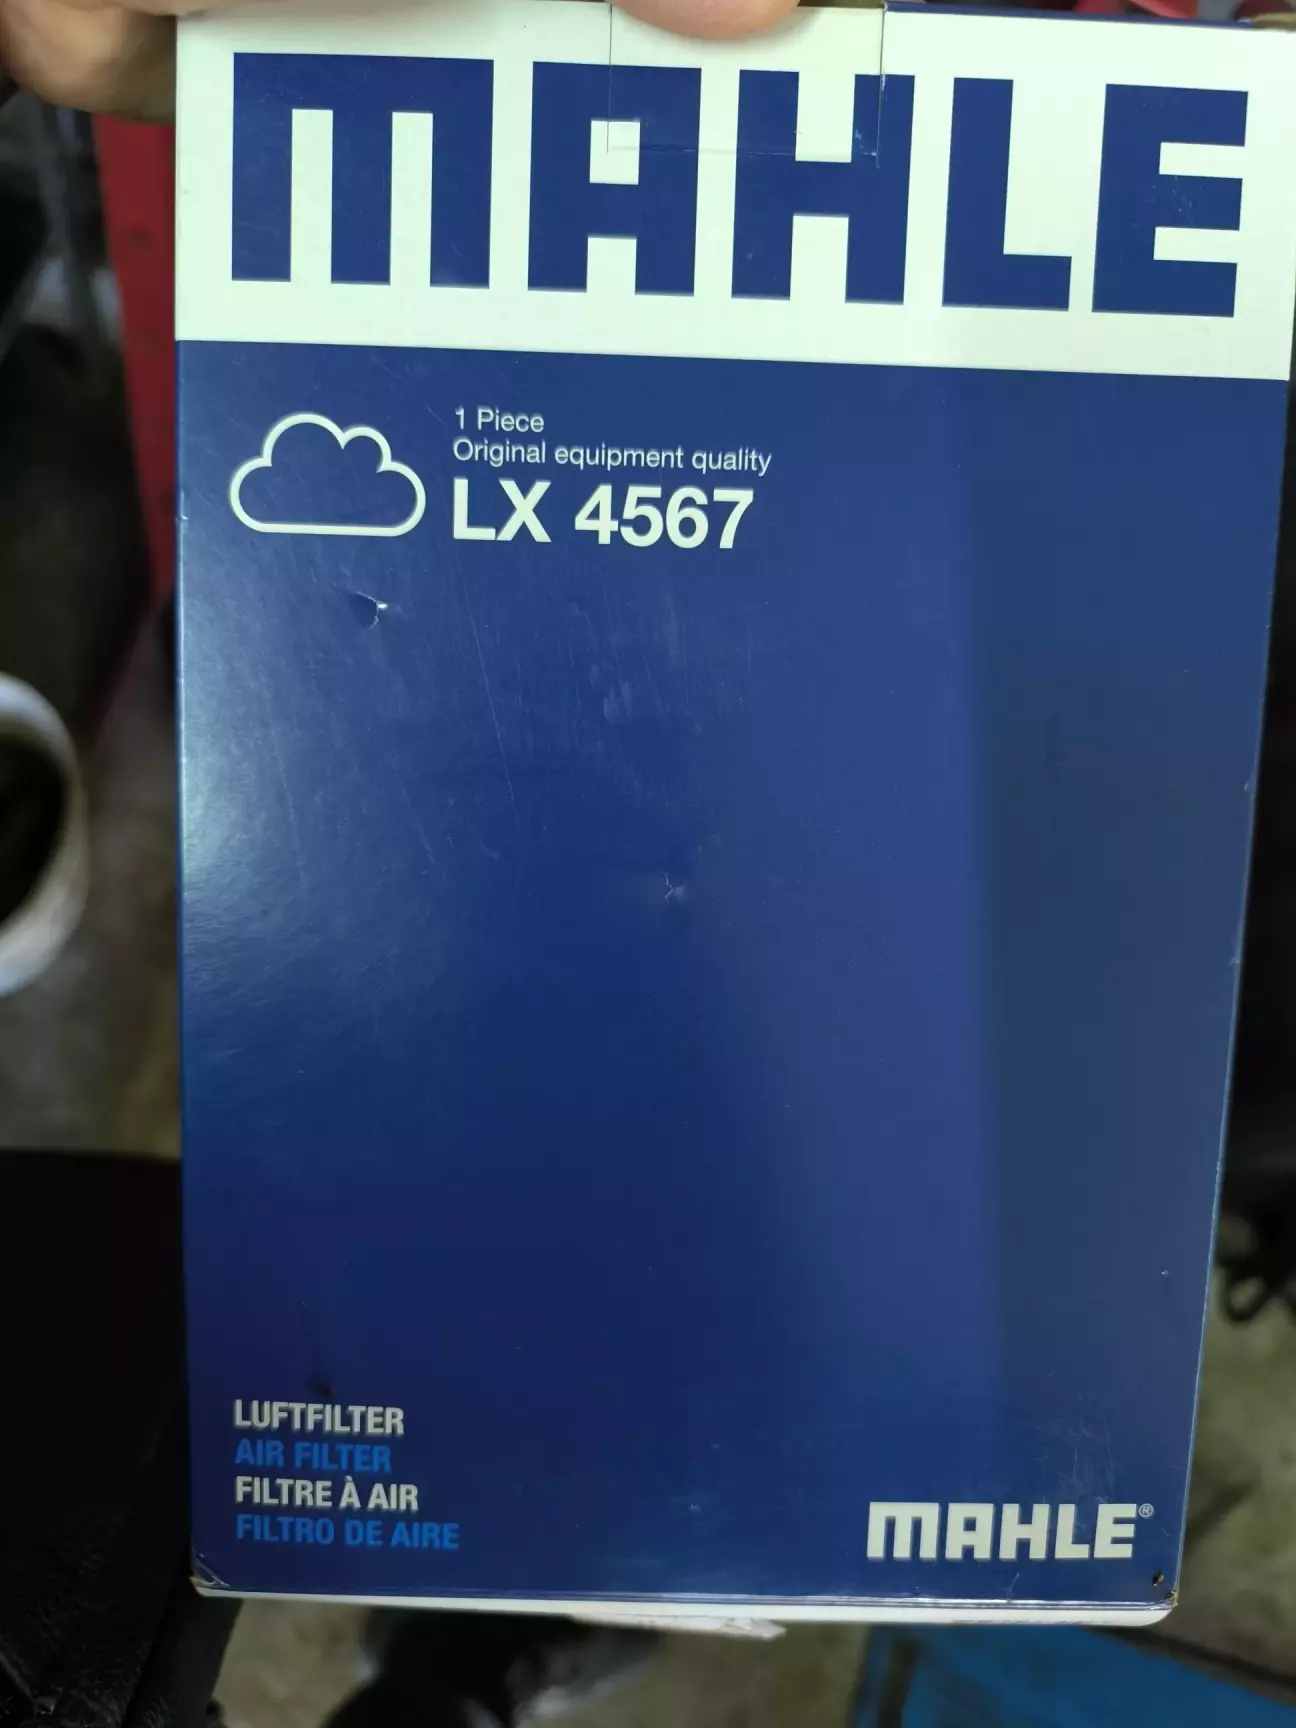 MAHLE
1 Piece
Original equipment quality
LX 4567
LUFTFILTER
AIR FILTER
FILTRE À AIR
FILTRO DE AIRE
MAHLE®